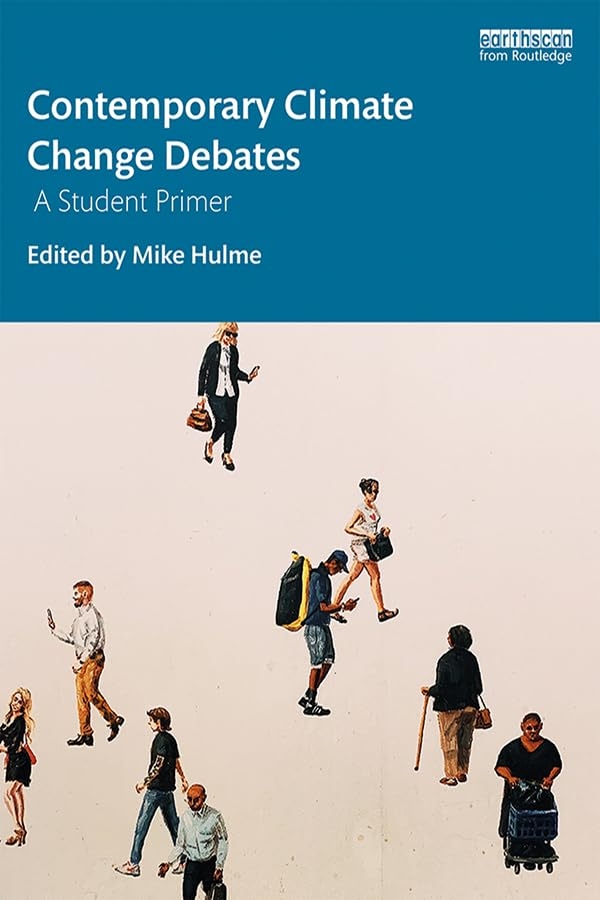 earthscan
from Routledge
Contemporary Climate
Change Debates
A Student Primer
Edited by Mike Hulme